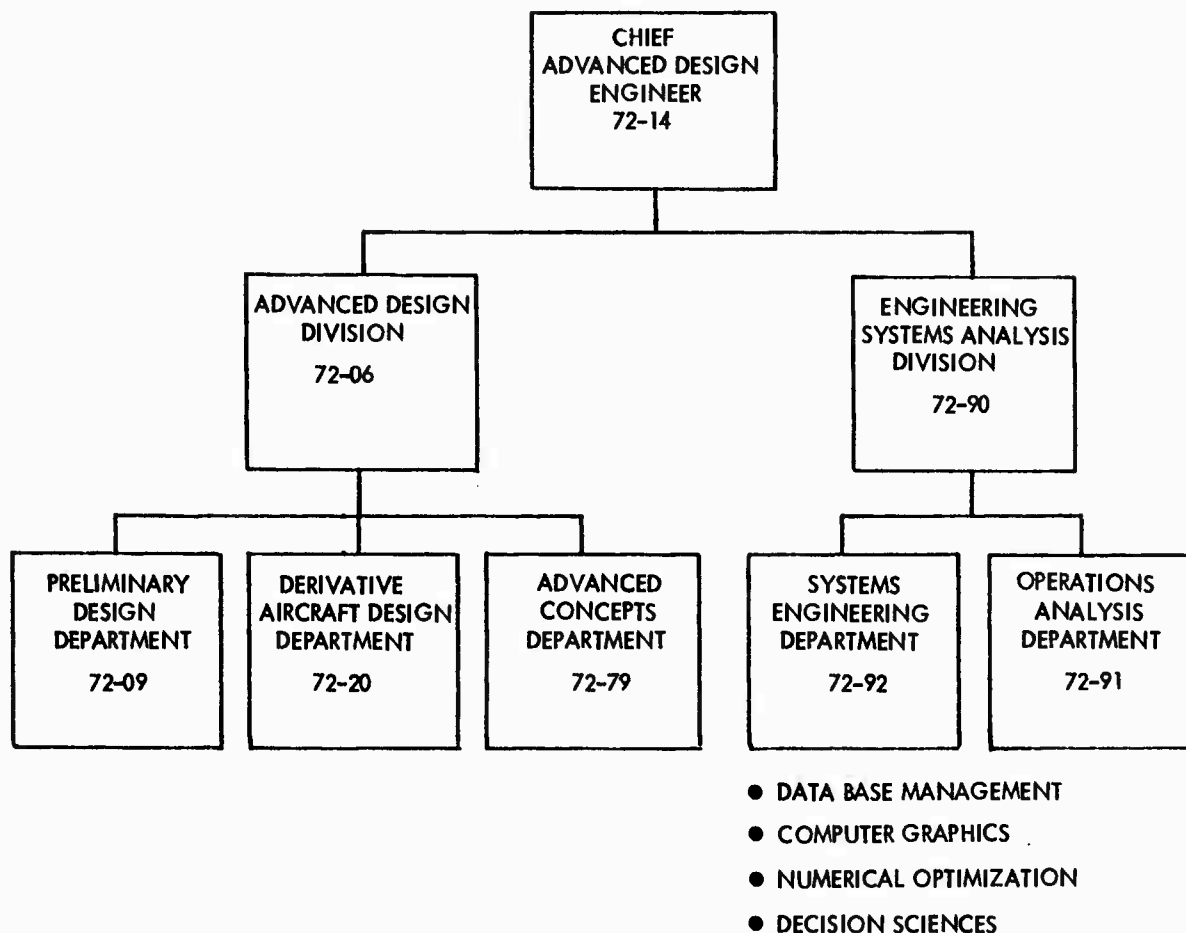 CHIEF
ADVANCED DESIGN
ENGINEER
72-14
ADVANCED DESIGN
DIVISION
72-06
ENGINEERING
SYSTEMS ANALYSIS
DIVISION
72-90
PRELIMINARY
DESIGN
DEPARTMENT
72-09
DERIVATIVE
AIRCRAFT DESIGN
DEPARTMENT
72-20
ADVANCED
CONCEPTS
DEPARTMENT
72-79
SYSTEMS
ENGINEERING
DEPARTMENT
72-92
OPERATIONS
ANALYSIS
DEPARTMENT
72-91
● DATA BASE MANAGEMENT
● COMPUTER GRAPHICS
● NUMERICAL OPTIMIZATION
● DECISION SCIENCES